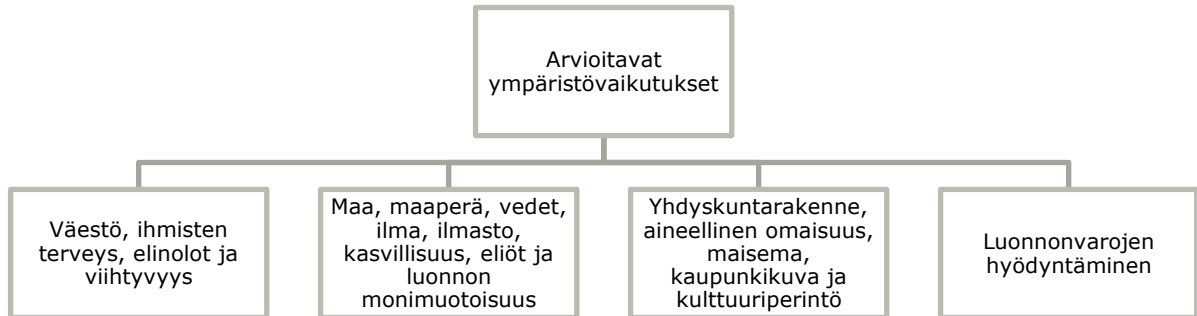 Arvioitavat
ympäristövaikutukset
Väestö, ihmisten
terveys, elinolot ja
viihtyvyys
Maa, maaperä, vedet,
ilma, ilmasto,
kasvillisuus, eliöt ja
luonnon
monimuotoisuus
Yhdyskuntarakenne,
aineellinen omaisuus,
maisema,
kaupunkikuva ja
kulttuuriperintö
Luonnonvarojen
hyödyntäminen